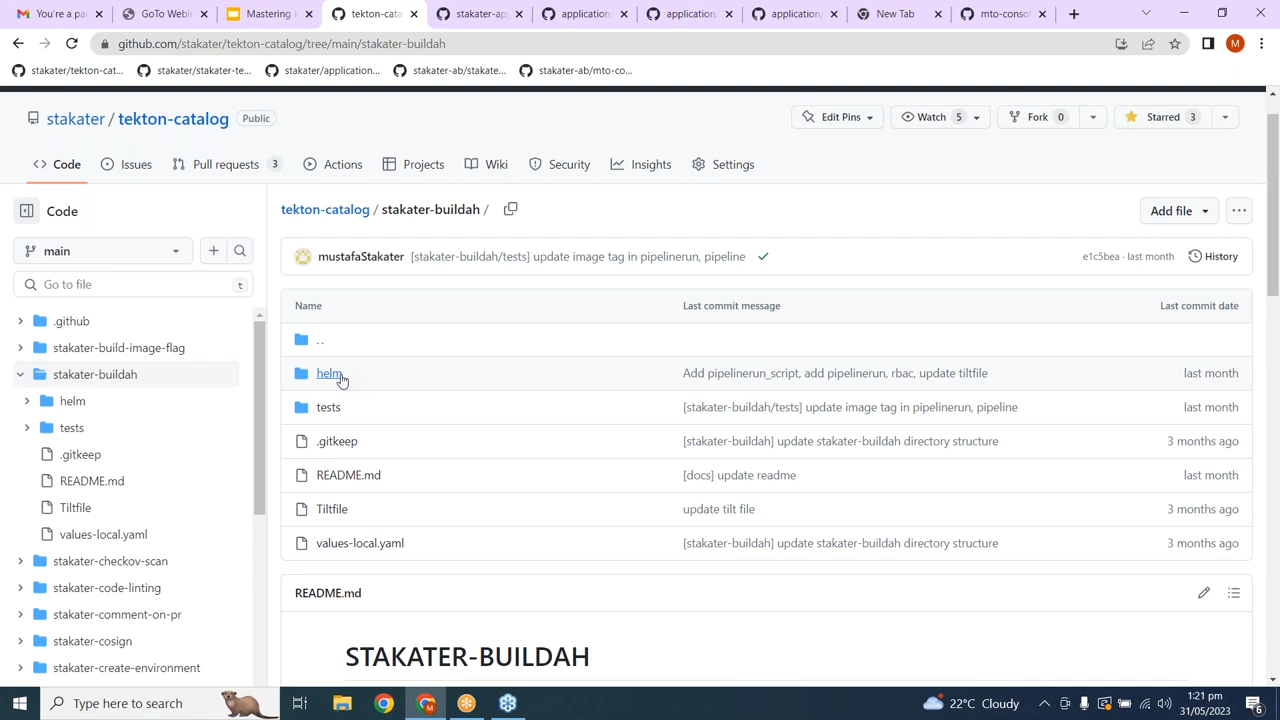 You're a pa
GoTo Webin
Mastering K
tekton-cata
stakater-ap
application
application
application
New Tab
mto-conso
github.com/stakater/tekton-catalog/tree/main/stakater-buildah
M
stakater/tekton-cat...
stakater/stakater-te...
stakater/application...
stakater-ab/stakate...
stakater-ab/mto-co...
stakater / tekton-catalog Public
Edit Pins
Watch 5
Fork 0
Starred 3
Code
Issues
Pull requests 3
Actions
Projects
Wiki
Security
Insights
Settings
Code
main
Go to file t
.github
stakater-build-image-flag
stakater-buildah
helm
tests
.gitkeep
README.md
Tiltfile
values-local.yaml
stakater-checkov-scan
stakater-code-linting
stakater-comment-on-pr
stakater-cosign
stakater-create-environment
tekton-catalog / stakater-buildah /
Add file
mustafaStakater [stakater-buildah/tests] update image tag in pipelinerun, pipeline
e1c5bea · last month History
Name Last commit message Last commit date
..
helm Add pipelinerun_script, add pipelinerun, rbac, update tiltfile last month
tests [stakater-buildah/tests] update image tag in pipelinerun, pipeline last month
.gitkeep [stakater-buildah] update stakater-buildah directory structure 3 months ago
README.md [docs] update readme last month
Tiltfile update tilt file 3 months ago
values-local.yaml [stakater-buildah] update stakater-buildah directory structure 3 months ago
README.md
STAKATER-BUILDAH
Type here to search
22°C Cloudy
1:21 pm
31/05/2023
6